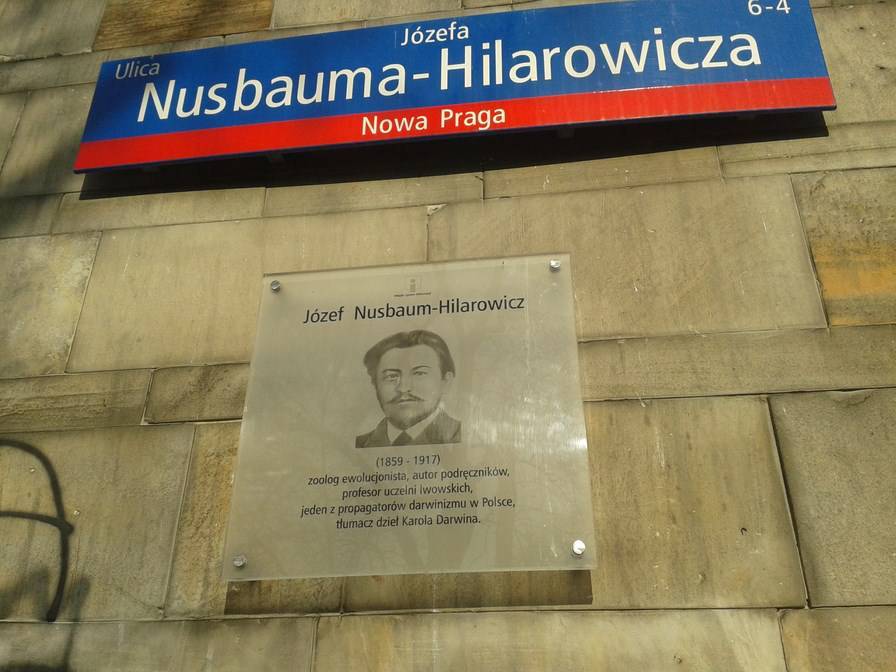 Ulica
Józefa
6-4
Nusbauma-Hilarowicza
Nowa Praga
Józef Nusbaum-Hilarowicz
(1859 - 1917)
zoolog ewolucjonista, autor podręczników,
profesor uczelni lwowskich,
jeden z propagatorów darwinizmu w Polsce,
tłumacz dzieł Karola Darwina.